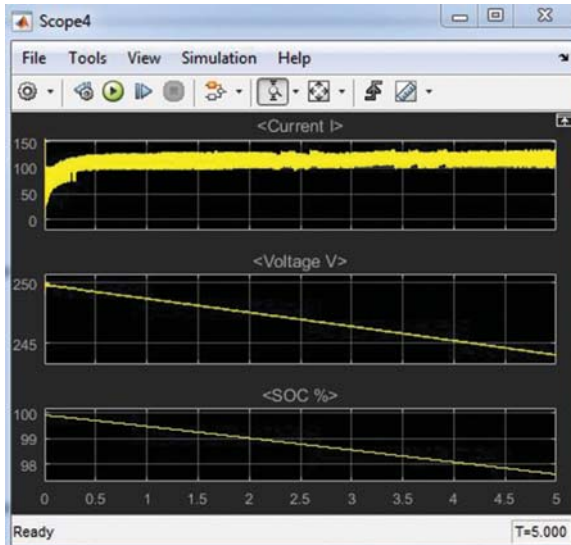 Scope4
File Tools View Simulation Help
<Current I>
150
100
50
0
<Voltage V>
250
245
<SOC %>
100
99
98
0 0.5 1 1.5 2 2.5 3 3.5 4 4.5 5
Ready T=5.000